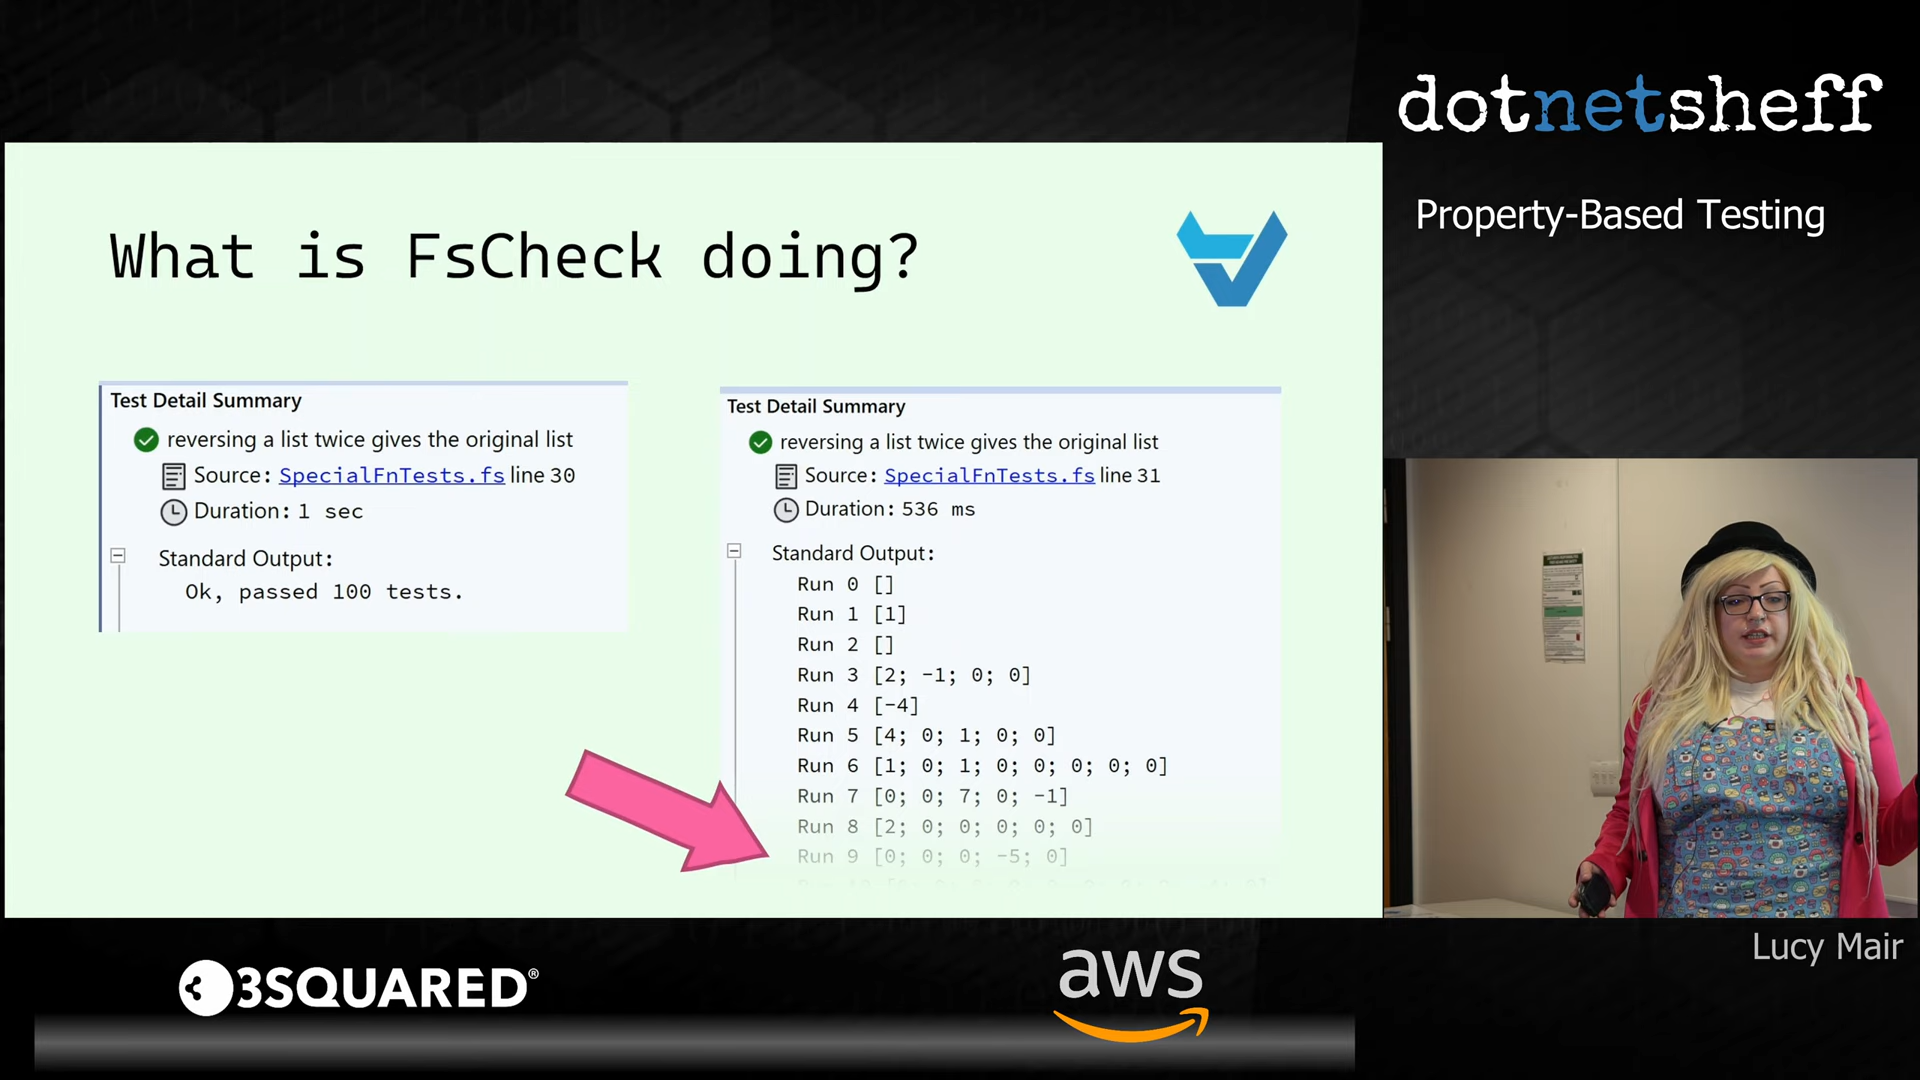 dotnetsheff
Property-Based Testing
What is FsCheck doing?
Test Detail Summary
reversing a list twice gives the original list
Source: SpecialFnTests.fs line 30
Duration: 1 sec
Standard Output:
Ok, passed 100 tests.
Test Detail Summary
reversing a list twice gives the original list
Source: SpecialFnTests.fs line 31
Duration: 536 ms
Standard Output:
Run 0 []
Run 1 [1]
Run 2 []
Run 3 [2; -1; 0; 0]
Run 4 [-4]
Run 5 [4; 0; 1; 0; 0]
Run 6 [1; 0; 1; 0; 0; 0; 0; 0]
Run 7 [0; 0; 7; 0; -1]
Run 8 [2; 0; 0; 0; 0; 0]
Run 9 [0; 0; 0; -5; 0]
Lucy Mair
3SQUARED®
aws